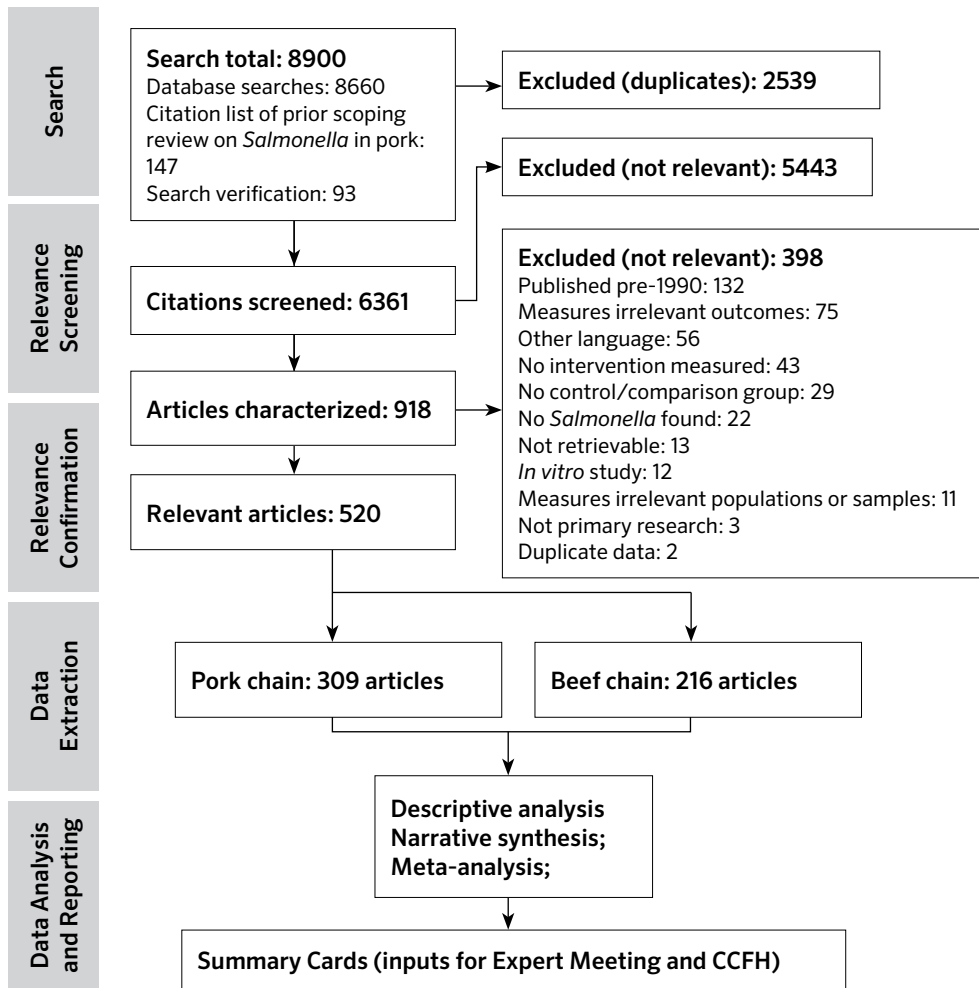 Search
Search total: 8900
Database searches: 8660
Citation list of prior scoping
review on Salmonella in pork:
147
Search verification: 93
Excluded (duplicates): 2539
Excluded (not relevant): 5443
Relevance
Screening
Citations screened: 6361
Articles characterized: 918
Excluded (not relevant): 398
Published pre-1990: 132
Measures irrelevant outcomes: 75
Other language: 56
No intervention measured: 43
No control/comparison group: 29
No Salmonella found: 22
Not retrievable: 13
In vitro study: 12
Measures irrelevant populations or samples: 11
Not primary research: 3
Duplicate data: 2
Relevance
Confirmation
Relevant articles: 520
Data
Extraction
Pork chain: 309 articles
Beef chain: 216 articles
Data Analysis
and Reporting
Descriptive analysis
Narrative synthesis;
Meta-analysis;
Summary Cards (inputs for Expert Meeting and CCFH)